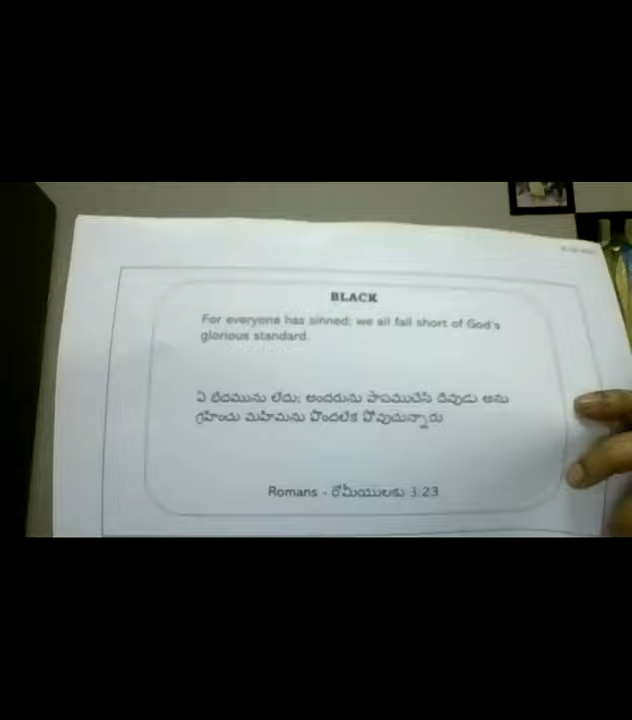 BLACK
For everyone has sinned; we all fall short of God's
glorious standard.
ఏ భేదమును లేదు; అందరును పాపముచేసి దేవుడు అను
గ్రహించు మహిమను పొందలేక పోవుచున్నారు
Romans - రోమీయులకు 3.23